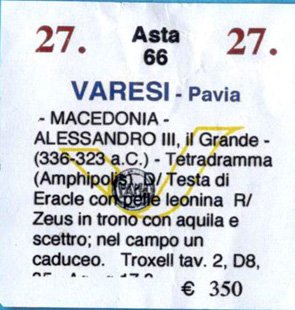 27. Asta 27.
66
VARESI - Pavia
- MACEDONIA -
ALESSANDRO III, il Grande -
(336-323 a.C.) - Tetradramma
(Amphipolis) D/ Testa di
Eracle con pelle leonina R/
Zeus in trono con aquila e
scettro; nel campo un
caduceo. Troxell tav. 2, D8,
€ 350